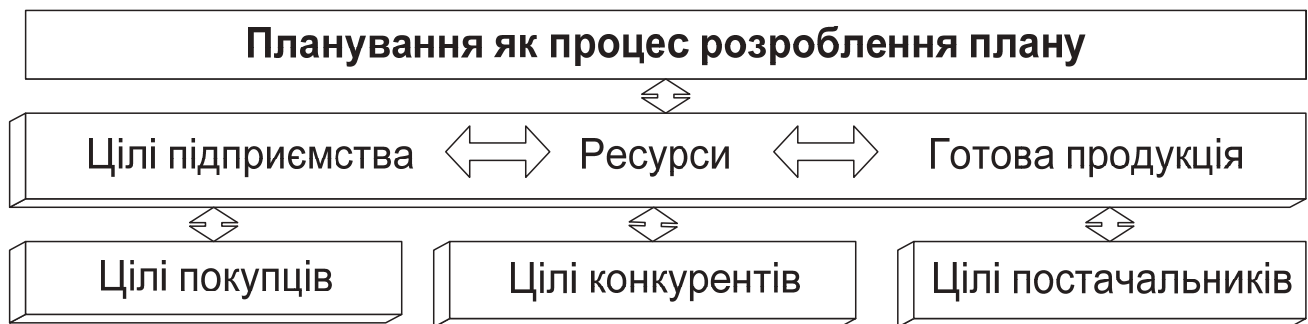 Планування як процес розроблення плану
Цілі підприємства Ресурси Готова продукція
Цілі покупців Цілі конкурентів Цілі постачальників